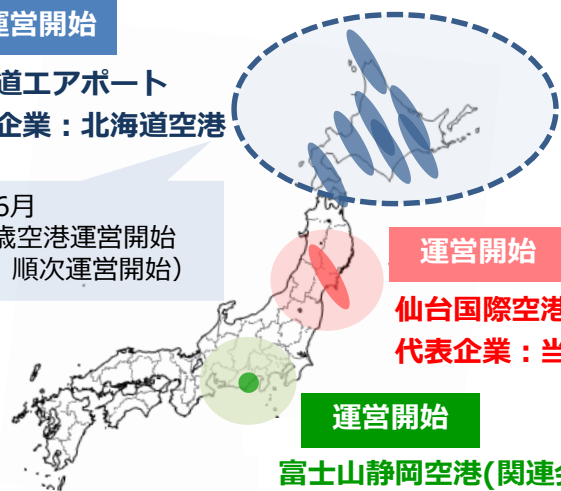 運営開始
道エアポート
企業：北海道空港
6月
歳空港運営開始
順次運営開始）
運営開始
仙台国際空港
代表企業：当
運営開始
富士山静岡空港(関連会